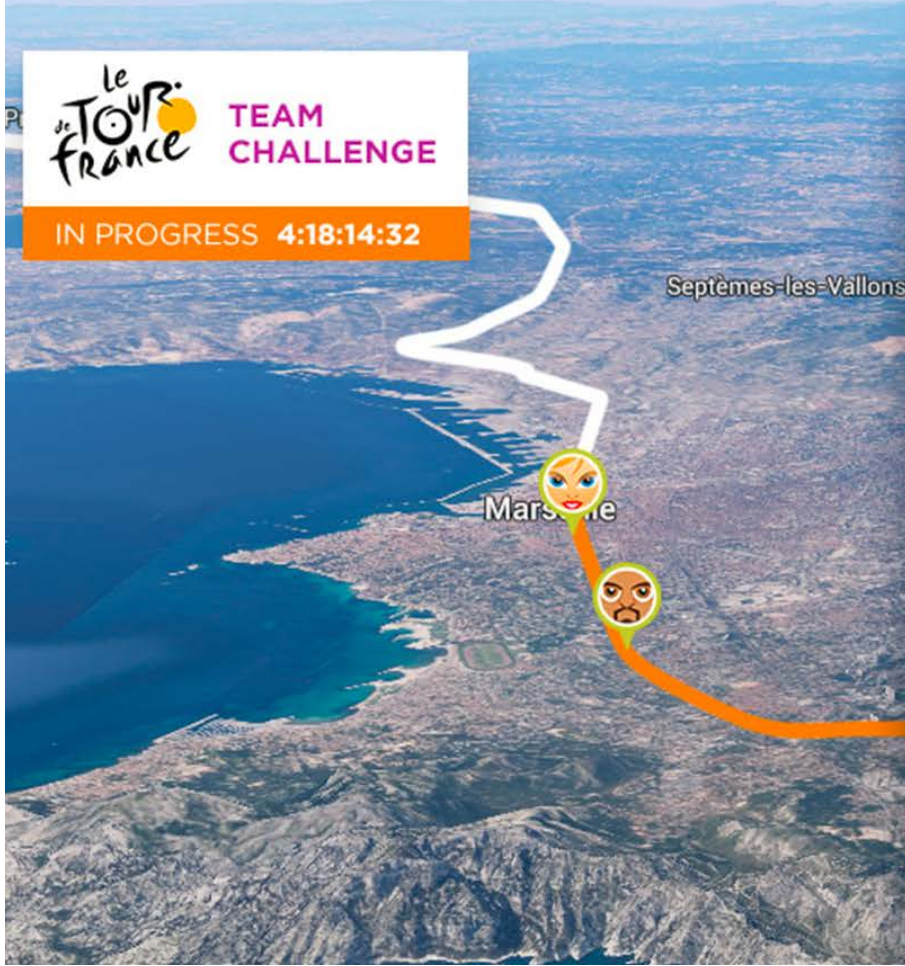 Le
de TOUR
france
TEAM
CHALLENGE
IN PROGRESS 4:18:14:32
Septèmes-les-Vallons